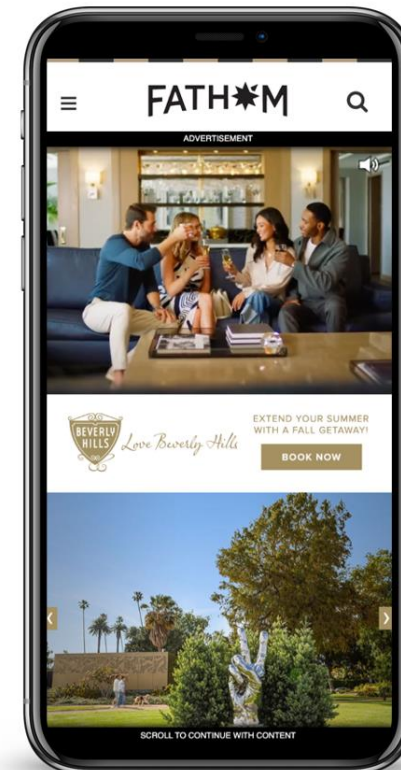 FATHOM
ADVERTISEMENT
BEVERLY
HILLS
Love Beverly Hills
EXTEND YOUR SUMMER
WITH A FALL GETAWAY!
BOOK NOW
SCROLL TO CONTINUE WITH CONTENT